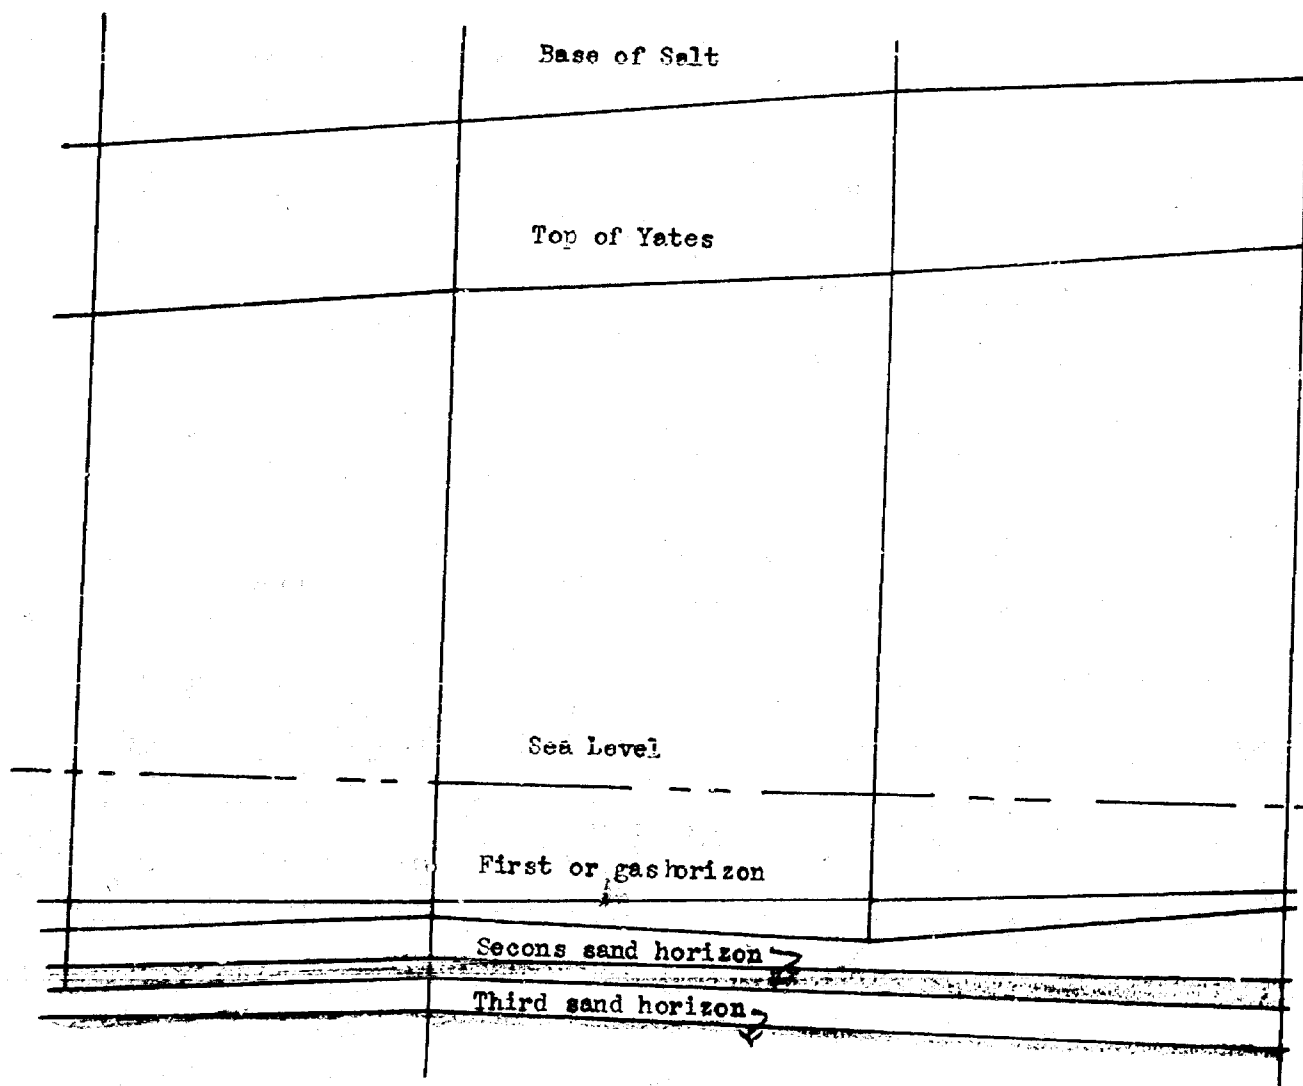 Base of Salt
Top of Yates
Sea Level
First or gas horizon
Secons sand horizon
Third sand horizon